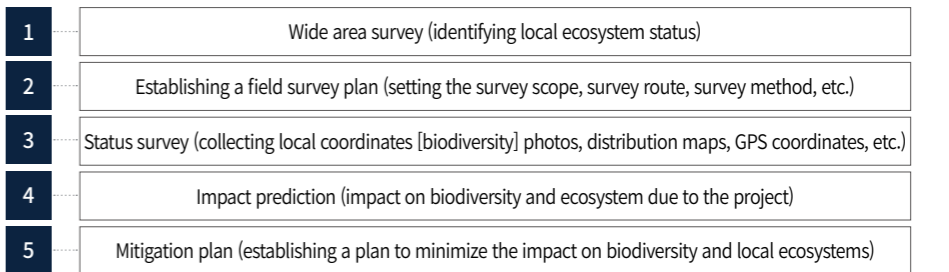 1 Wide area survey (identifying local ecosystem status)
2 Establishing a field survey plan (setting the survey scope, survey route, survey method, etc.)
3 Status survey (collecting local coordinates [biodiversity] photos, distribution maps, GPS coordinates, etc.)
4 Impact prediction (impact on biodiversity and ecosystem due to the project)
5 Mitigation plan (establishing a plan to minimize the impact on biodiversity and local ecosystems)